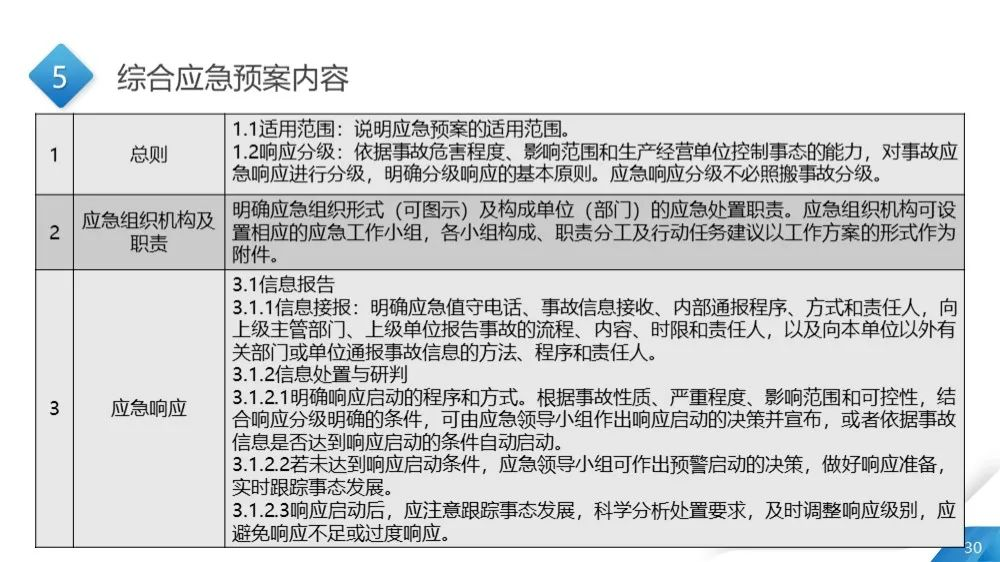 5
综合应急预案内容
1
总则
1.1适用范围：说明应急预案的适用范围。
1.2响应分级：依据事故危害程度、影响范围和生产经营单位控制事态的能力，对事故应
急响应进行分级，明确分级响应的基本原则。应急响应分级不必照搬事故分级。
2
应急组织机构及
职责
明确应急组织形式（可图示）及构成单位（部门）的应急处置职责。应急组织机构可设
置相应的应急工作小组，各小组构成、职责分工及行动任务建议以工作方案的形式作为
附件。
3
应急响应
3.1信息报告
3.1.1信息接报：明确应急值守电话、事故信息接收、内部通报程序、方式和责任人，向
上级主管部门、上级单位报告事故的流程、内容、时限和责任人，以及向本单位以外有
关部门或单位通报事故信息的方法、程序和责任人。
3.1.2信息处置与研判
3.1.2.1明确响应启动的程序和方式。根据事故性质、严重程度、影响范围和可控性，结
合响应分级明确的条件，可由应急领导小组作出响应启动的决策并宣布，或者依据事故
信息是否达到响应启动的条件自动启动。
3.1.2.2若未达到响应启动条件，应急领导小组可作出预警启动的决策，做好响应准备，
实时跟踪事态发展。
3.1.2.3响应启动后，应注意跟踪事态发展，科学分析处置要求，及时调整响应级别，应
避免响应不足或过度响应。
30